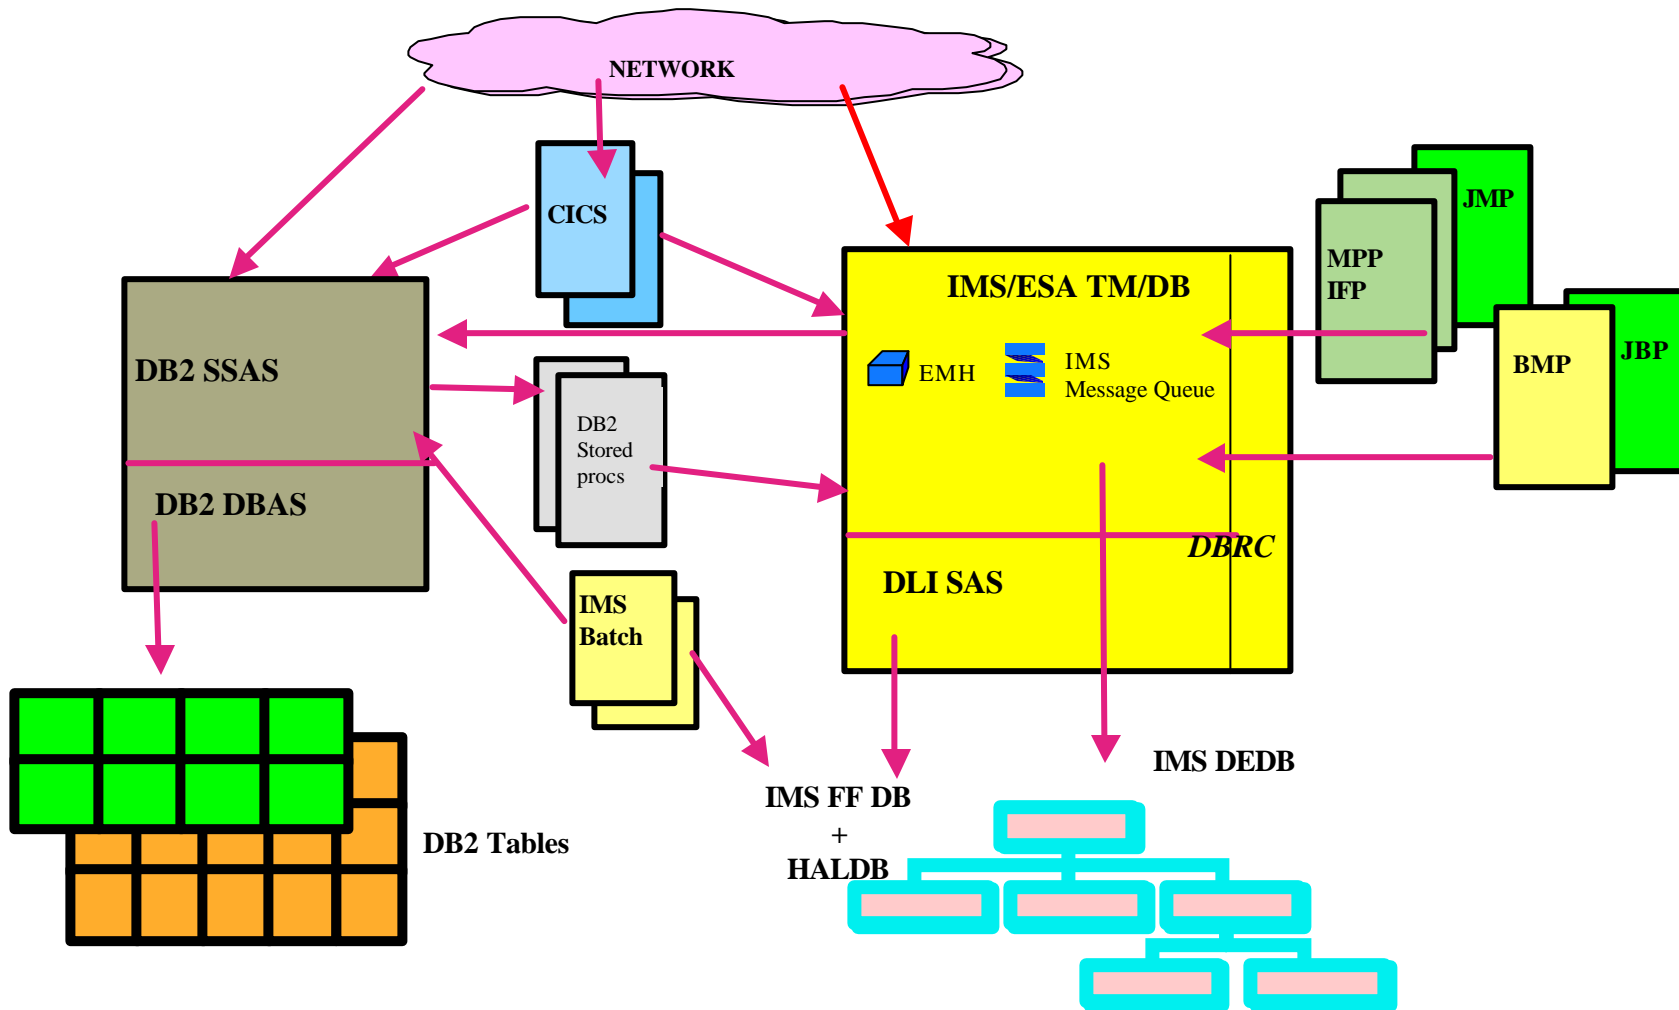 NETWORK
CICS
JMP
MPP
IFP
IMS/ESA TM/DB
JBP
BMP
DB2 SSAS
EMH
IMS
Message Queue
DB2
Stored
procs
DB2 DBAS
DBRC
DLI SAS
IMS
Batch
IMS DEDB
IMS FF DB
+
HALDB
DB2 Tables